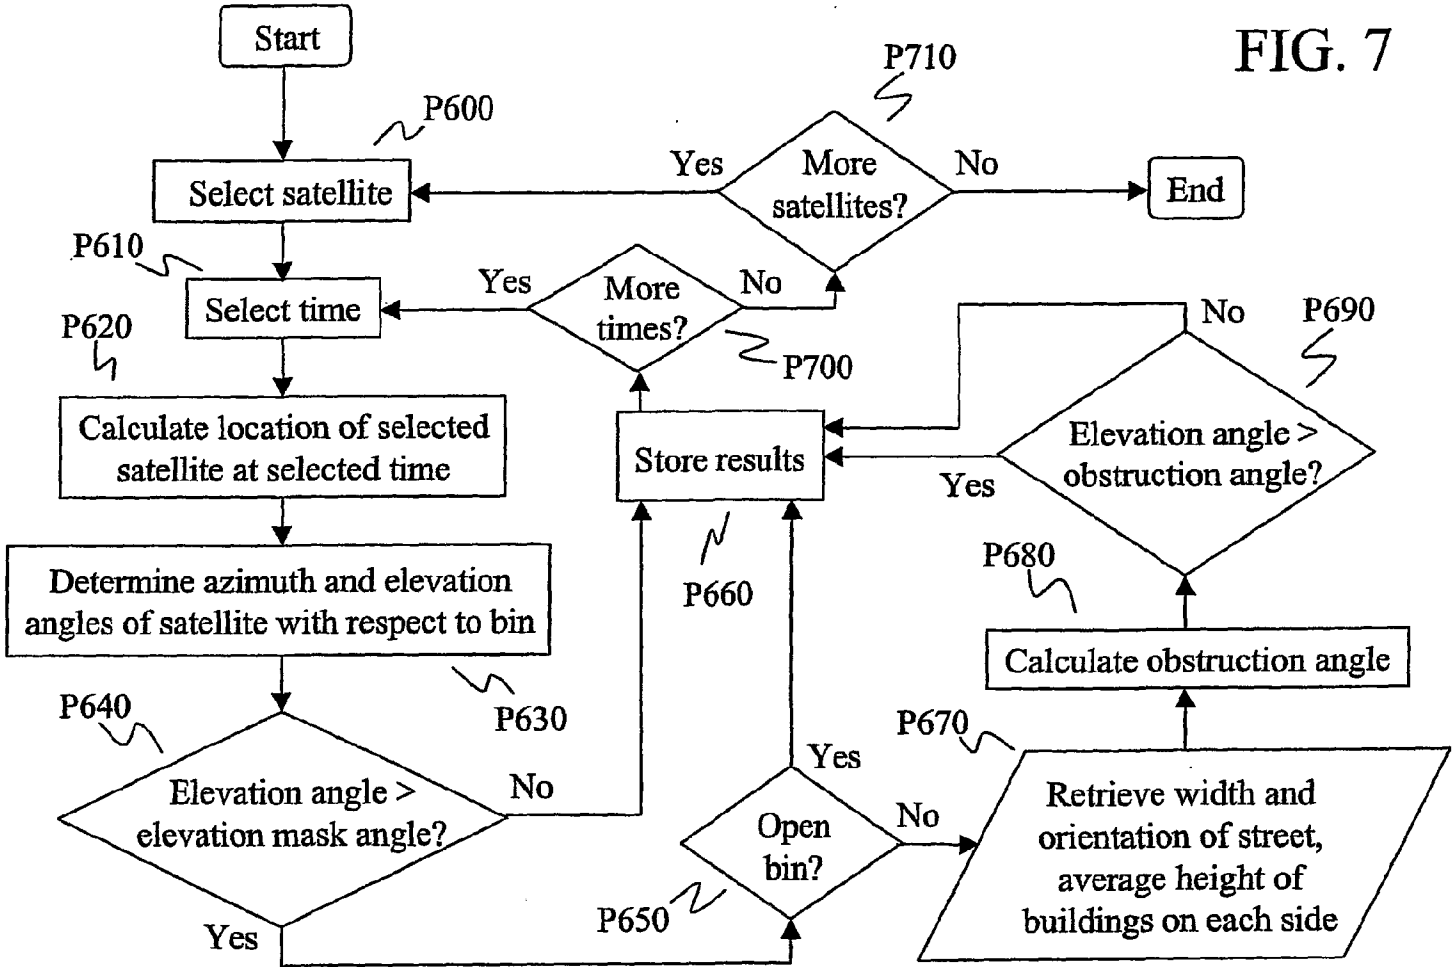 FIG. 7
Start
P600
Select satellite
P710
Yes
More
satellites?
No
End
P610
Select time
Yes
More
times?
No
P700
P620
Calculate location of selected
satellite at selected time
Store results
P660
No
P690
Elevation angle >
obstruction angle?
Yes
Determine azimuth and elevation
angles of satellite with respect to bin
P630
P680
Calculate obstruction angle
P640
Elevation angle >
elevation mask angle?
No
Yes
Yes
Open
bin?
No
P650
P670
Retrieve width and
orientation of street,
average height of
buildings on each side